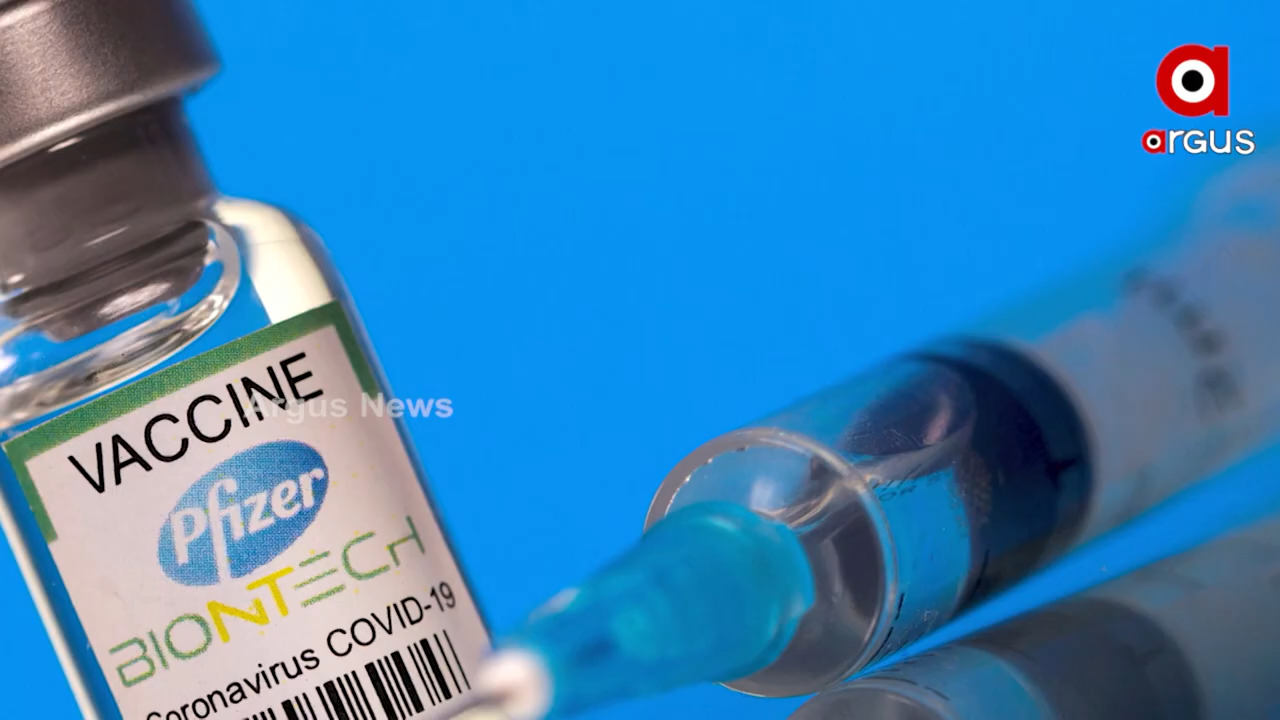 a
arGUS
VACCINE
Argus News
Pfizer
BIONTECH
Coronavirus COVID-19